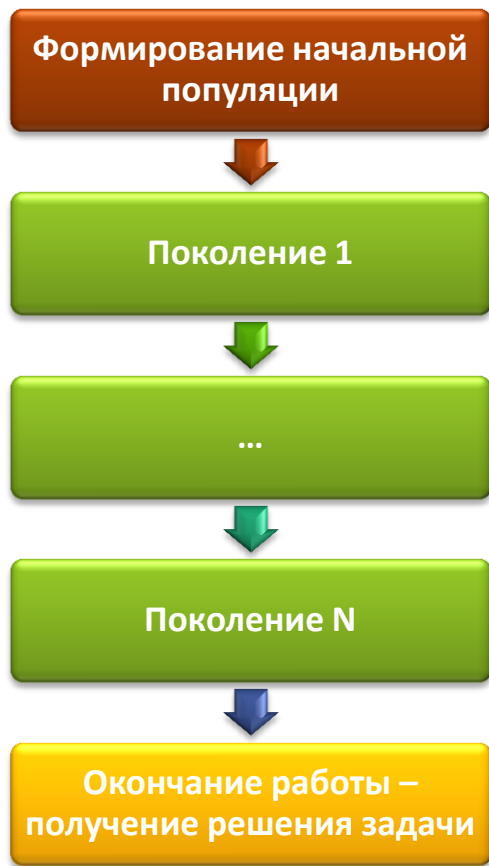 Формирование начальной
популяции
Поколение 1
...
Поколение N
Окончание работы –
получение решения задачи